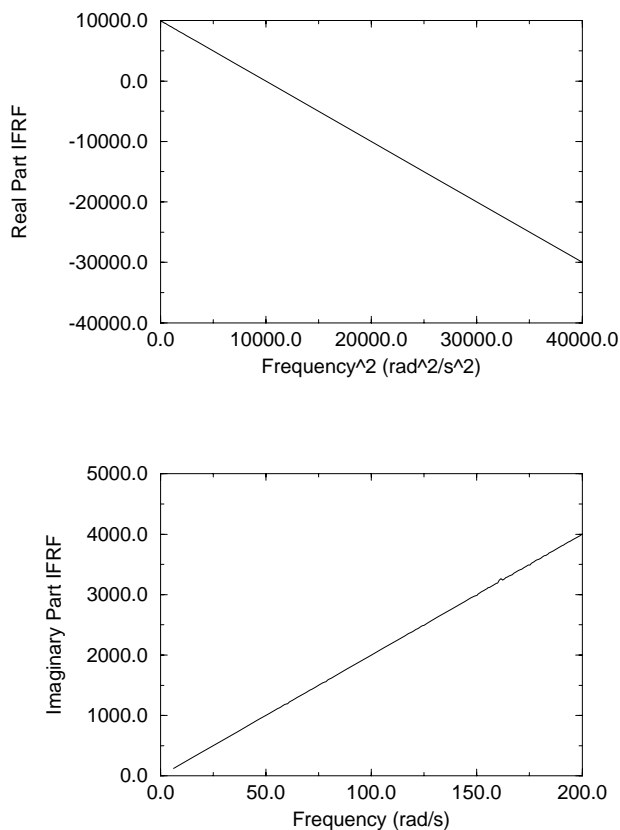 10000.0
0.0
-10000.0
-20000.0
-30000.0
-40000.0
Real Part IFRF
0.0 10000.0 20000.0 30000.0 40000.0
Frequency^2 (rad^2/s^2)
5000.0
4000.0
3000.0
2000.0
1000.0
0.0
Imaginary Part IFRF
0.0 50.0 100.0 150.0 200.0
Frequency (rad/s)